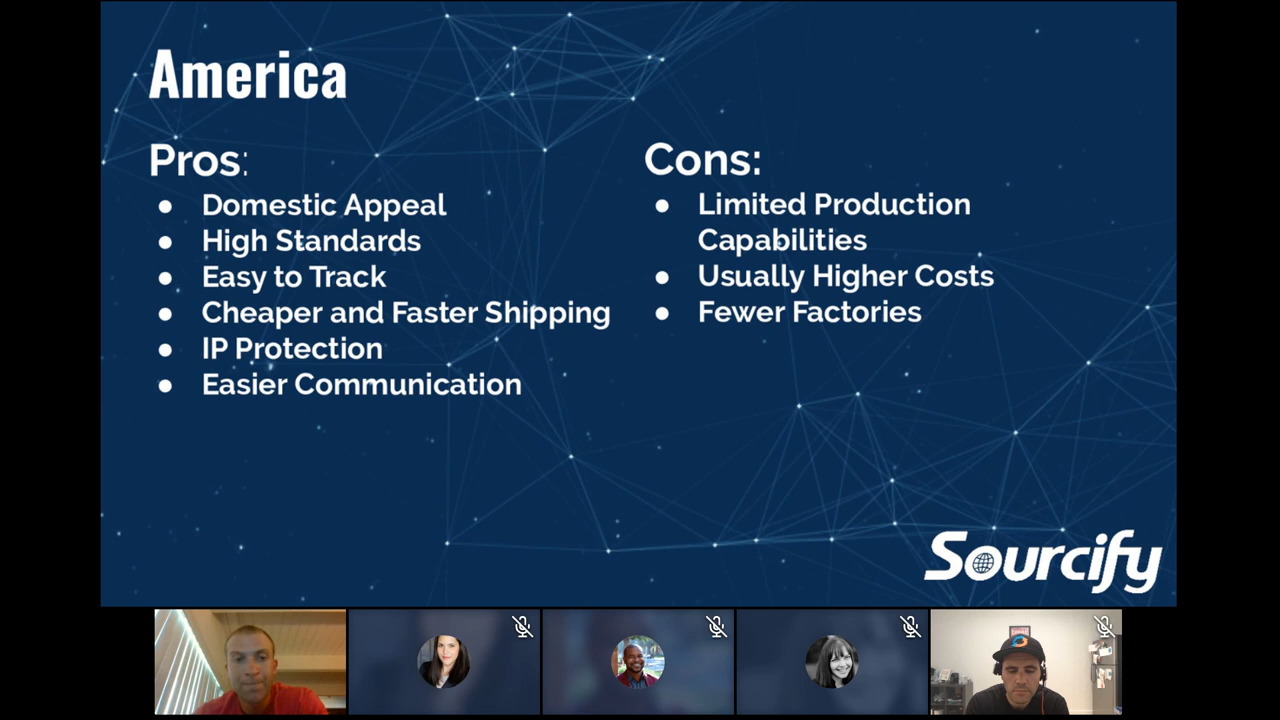 America
Pros:
● Domestic Appeal
● High Standards
● Easy to Track
● Cheaper and Faster Shipping
● IP Protection
● Easier Communication
Cons:
● Limited Production
Capabilities
● Usually Higher Costs
● Fewer Factories
Sourcify